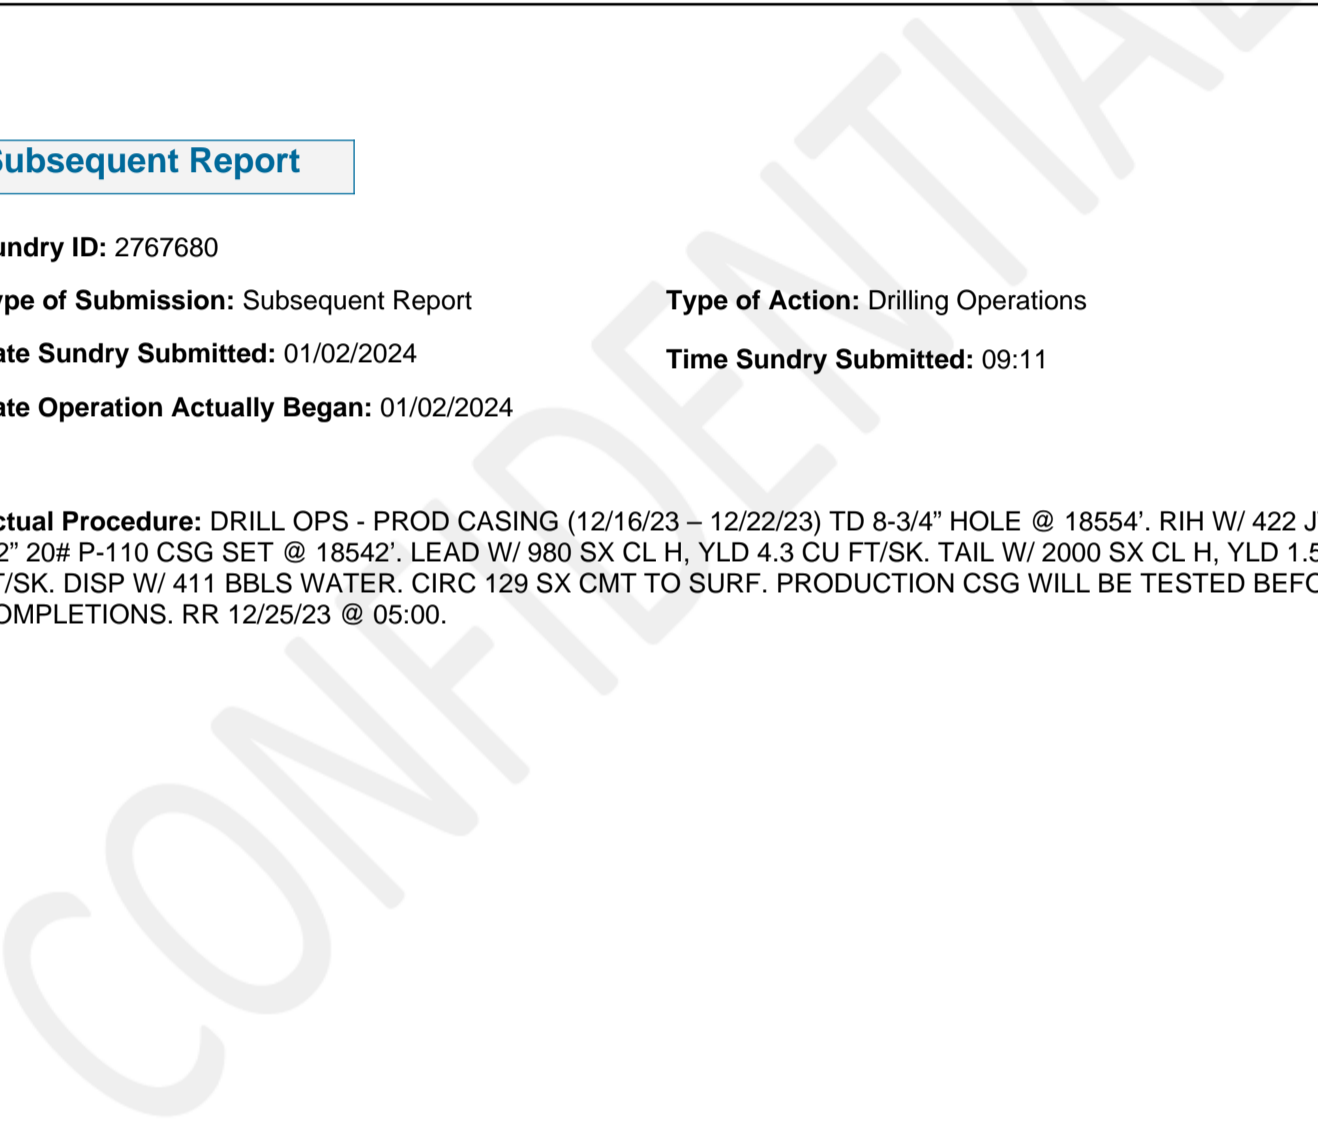 ubsequent Report
undry ID: 2767680
ype of Submission: Subsequent Report
Type of Action: Drilling Operations
ate Sundry Submitted: 01/02/2024
Time Sundry Submitted: 09:11
ate Operation Actually Began: 01/02/2024
ctual Procedure: DRILL OPS - PROD CASING (12/16/23 – 12/22/23) TD 8-3/4” HOLE @ 18554’. RIH W/ 422 J
2” 20# P-110 CSG SET @ 18542’. LEAD W/ 980 SX CL H, YLD 4.3 CU FT/SK. TAIL W/ 2000 SX CL H, YLD 1.5
/SK. DISP W/ 411 BBLS WATER. CIRC 129 SX CMT TO SURF. PRODUCTION CSG WILL BE TESTED BEFO
OMPLETIONS. RR 12/25/23 @ 05:00.
CONFIDENTIAL